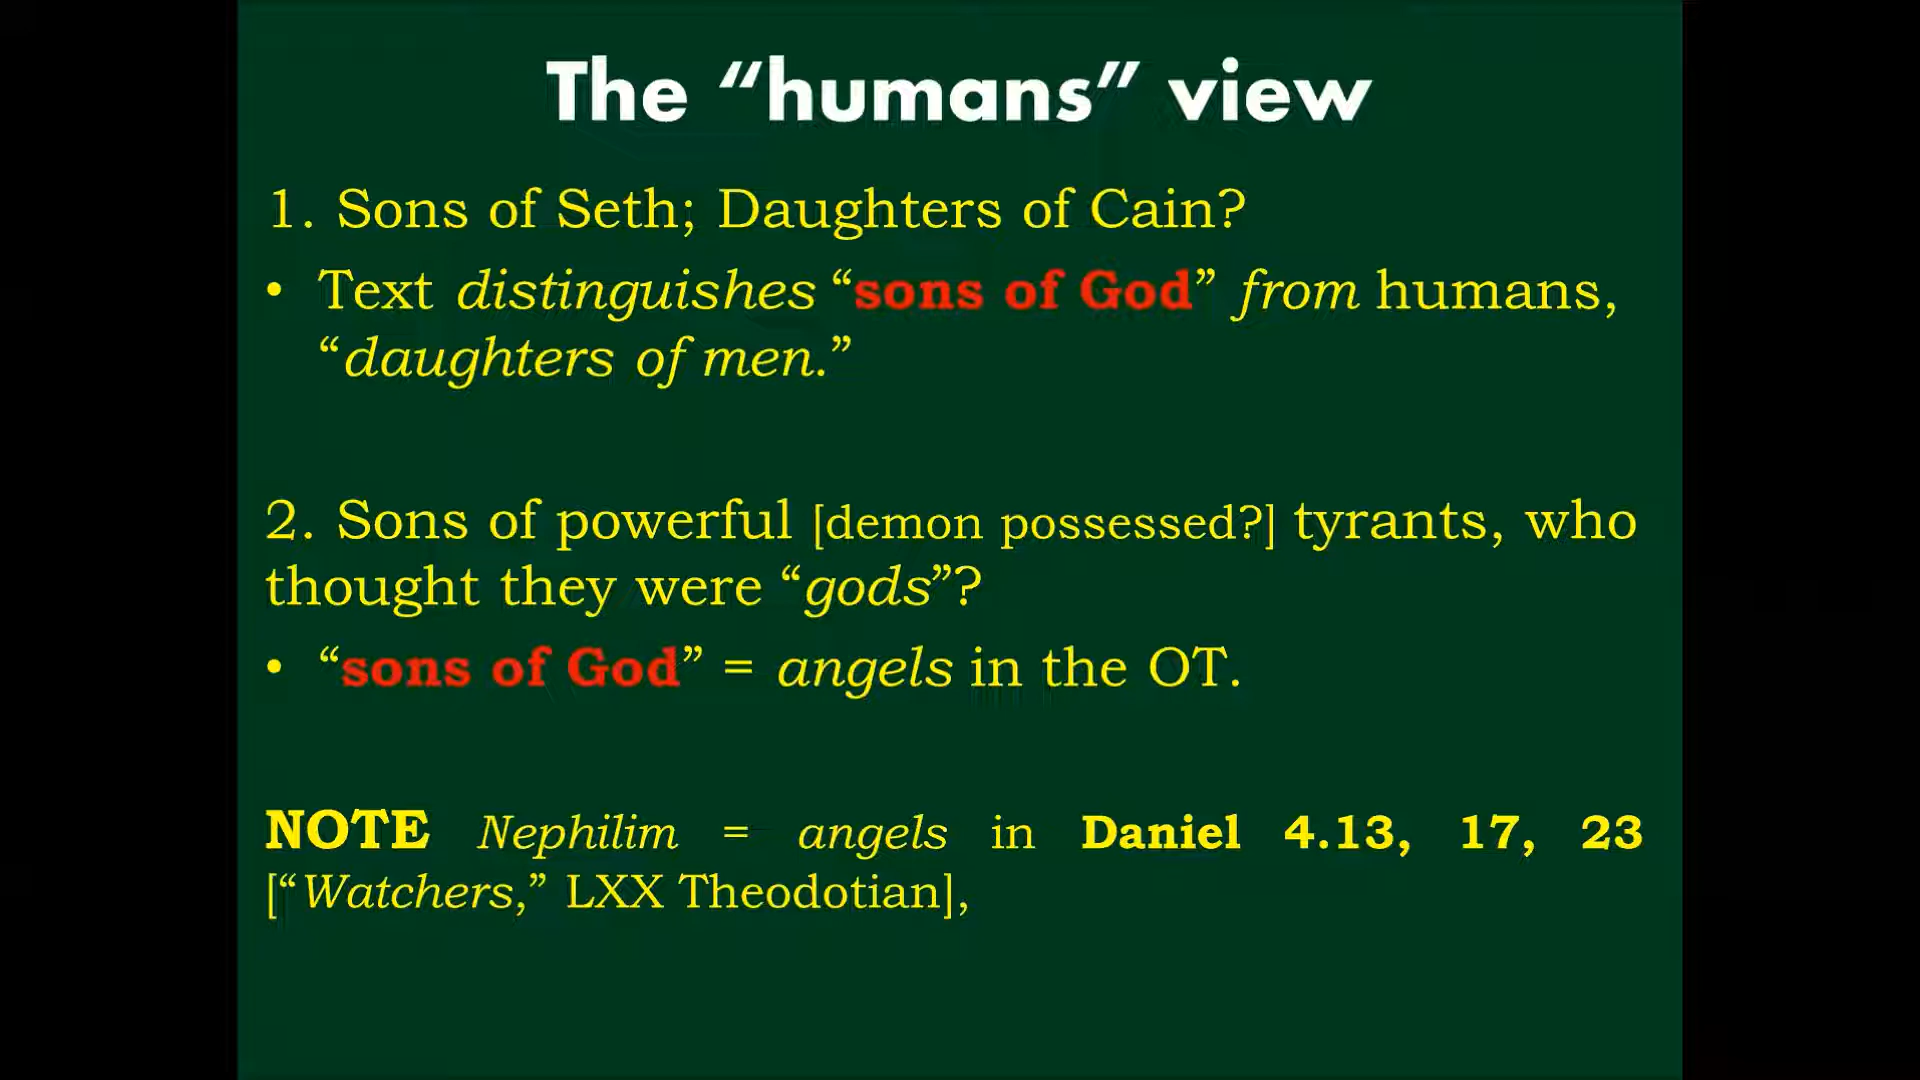 The “humans” view
1. Sons of Seth; Daughters of Cain?
• Text distinguishes “sons of God” from humans,
“daughters of men.”
2. Sons of powerful [demon possessed?] tyrants, who
thought they were “gods”?
• “sons of God” = angels in the OT.
NOTE Nephilim = angels in Daniel 4.13, 17, 23
[“Watchers,” LXX Theodotian],